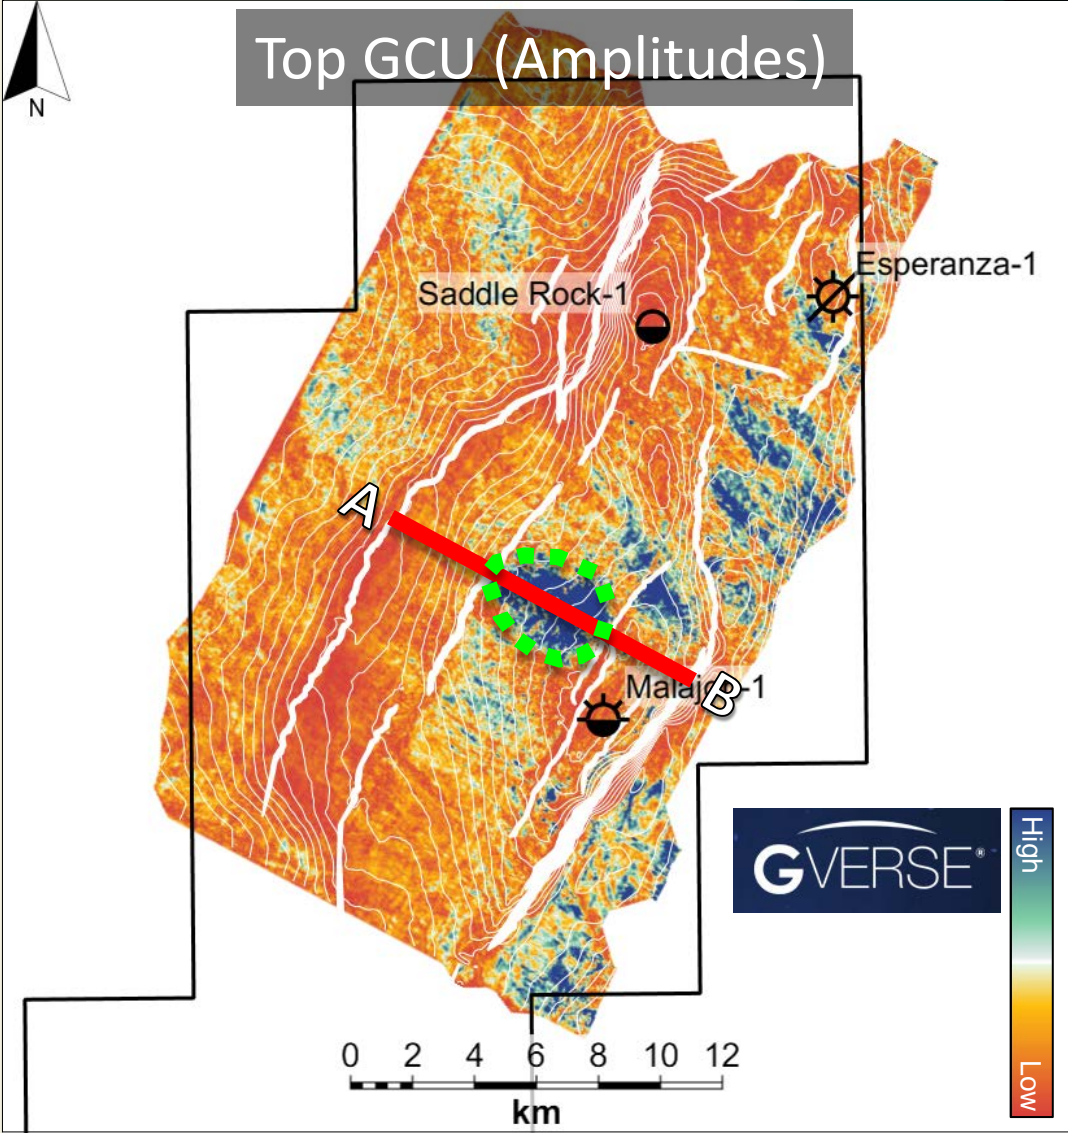 Top GCU (Amplitudes)
N
Esperanza-1
Saddle Rock-1
A
-1
B
High
GVERSE®
Low
0 2 4 6 8 10 12
km